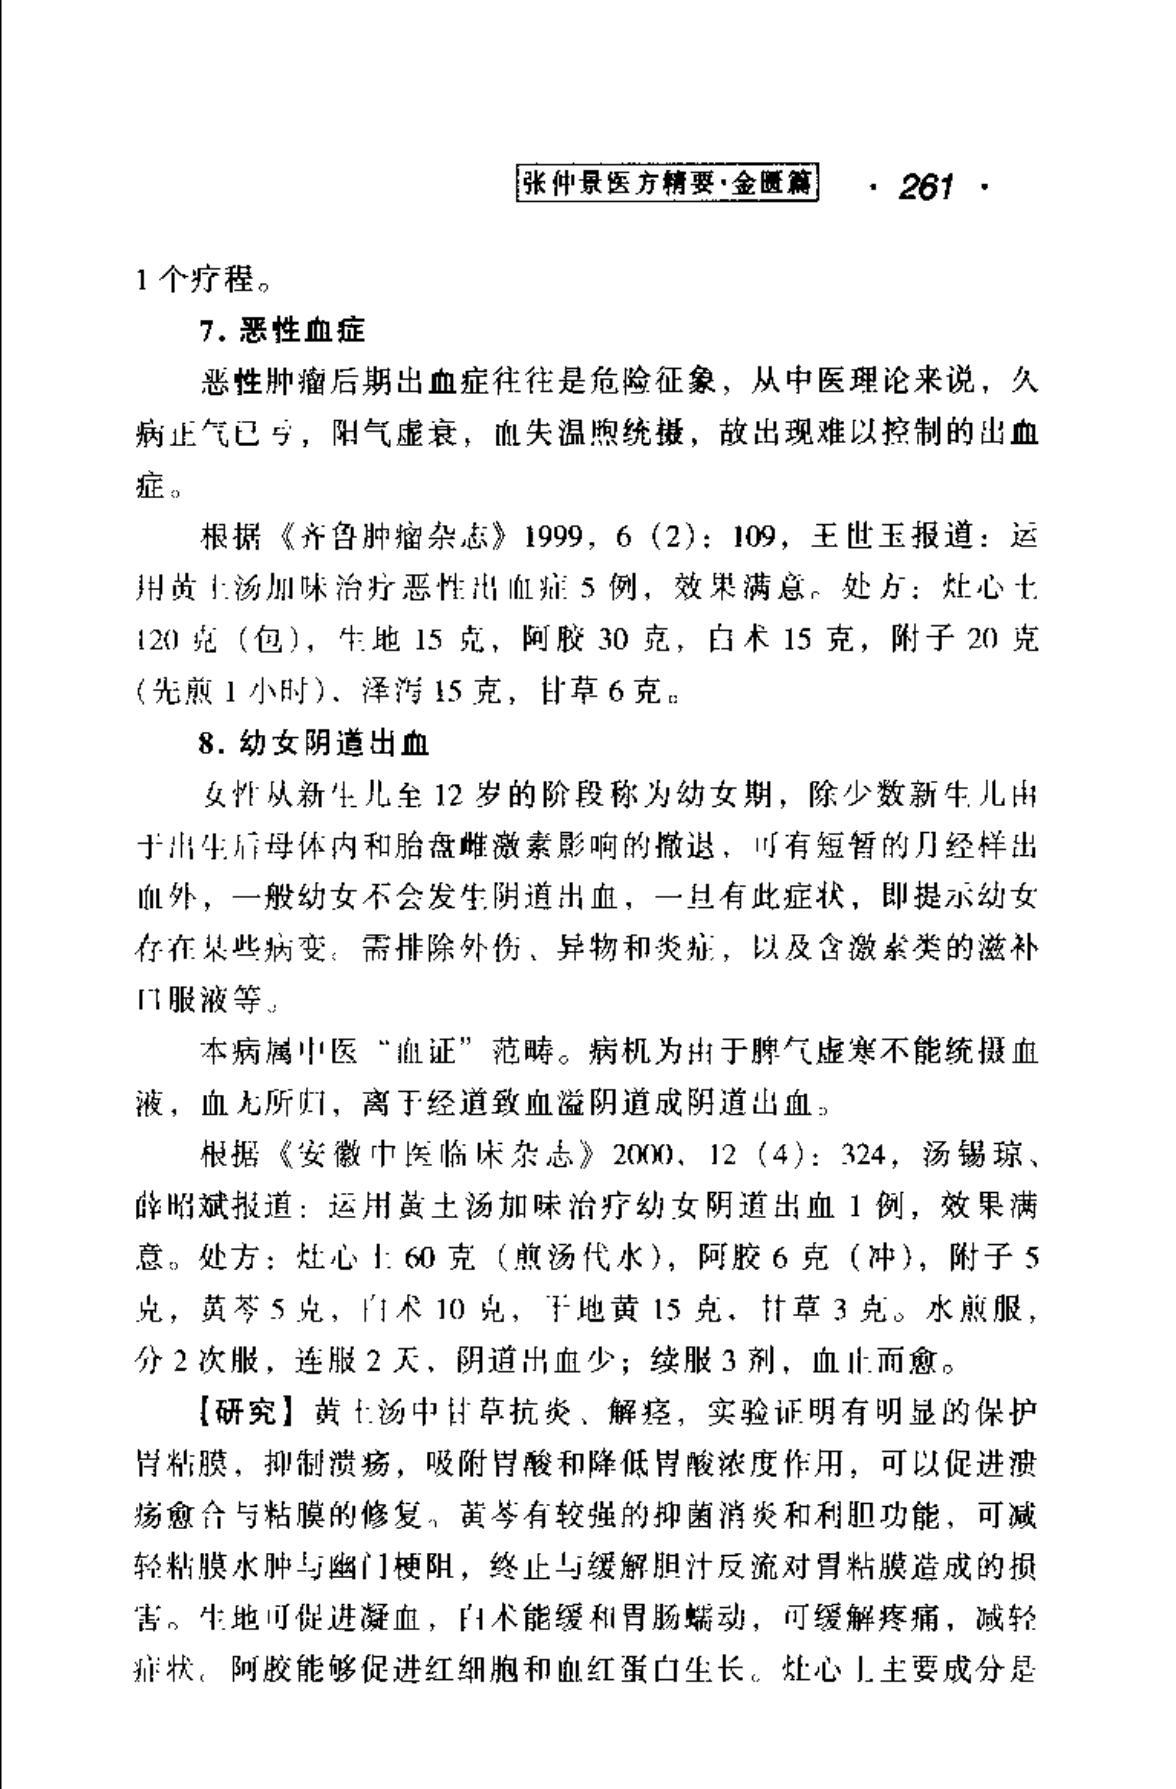 张仲景医方精要·金匮篇 · 261 ·
1 个疗程。
7. 恶性血症
恶性肿瘤后期出血症往往是危险征象，从中医理论来说，久
病正气已亏，阳气虚衰，血失温煦统摄，故出现难以控制的出血
症。
根据《齐鲁肿瘤杂志》1999，6（2）：109，王世玉报道：运
用黄土汤加味治疗恶性出血症 5 例，效果满意。处方：灶心土
120 克（包），生地 15 克，阿胶 30 克，白术 15 克，附子 20 克
（先煎 1 小时）、泽泻 15 克，甘草 6 克。
8. 幼女阴道出血
女性从新生儿至 12 岁的阶段称为幼女期，除少数新生儿由
于出生后母体内和胎盘雌激素影响的撤退，可有短暂的月经样出
血外，一般幼女不会发生阴道出血，一旦有此症状，即提示幼女
存在某些病变。需排除外伤、异物和炎症，以及含激素类的滋补
口服液等。
本病属中医“血证”范畴。病机为由于脾气虚寒不能统摄血
液，血无所归，离于经道致血溢阴道成阴道出血。
根据《安徽中医临床杂志》2000，12（4）：324，汤锡琼、
薛昭斌报道：运用黄土汤加味治疗幼女阴道出血 1 例，效果满
意。处方：灶心土 60 克（煎汤代水），阿胶 6 克（冲），附子 5
克，黄芩 5 克，白术 10 克，干地黄 15 克，甘草 3 克。水煎服，
分 2 次服，连服 2 天，阴道出血少；续服 3 剂，血止而愈。
【研究】黄土汤中甘草抗炎、解痉，实验证明有明显的保护
胃粘膜，抑制溃疡，吸附胃酸和降低胃酸浓度作用，可以促进溃
疡愈合与粘膜的修复。黄芩有较强的抑菌消炎和利胆功能，可减
轻粘膜水肿与幽门梗阻，终止与缓解胆汁反流对胃粘膜造成的损
害。生地可促进凝血，白术能缓和胃肠蠕动，可缓解疼痛，减轻
症状。阿胶能够促进红细胞和血红蛋白生长。灶心土主要成分是